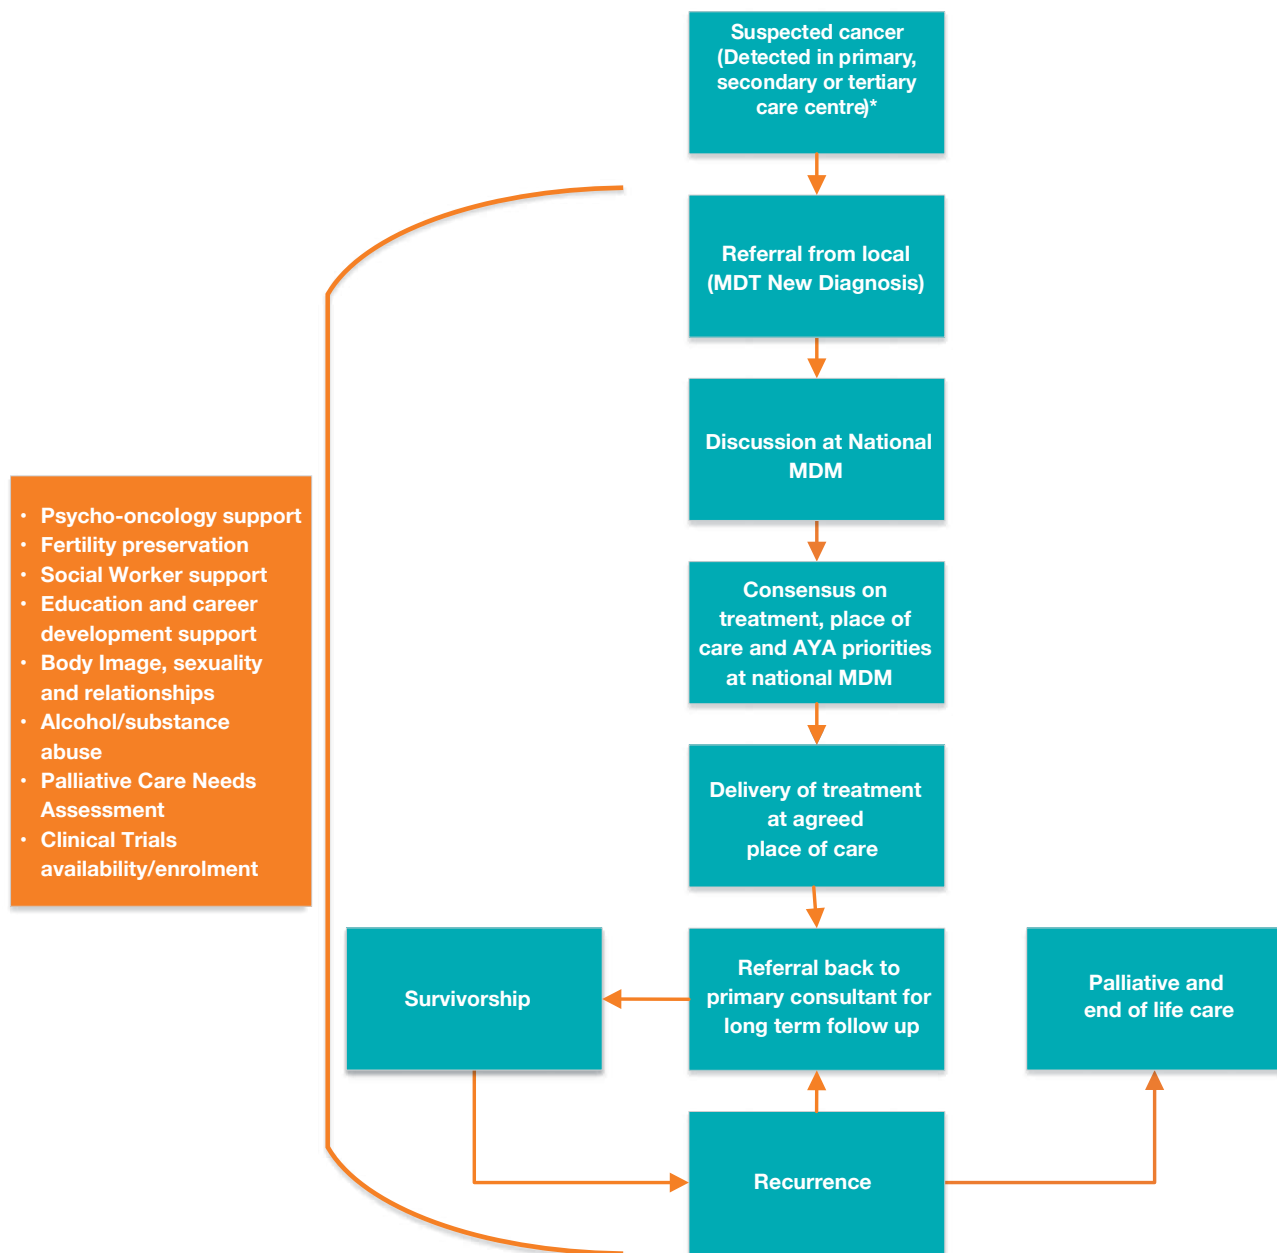 Suspected cancer
(Detected in primary,
secondary or tertiary
care centre)*
Referral from local
(MDT New Diagnosis)
Discussion at National
MDM
• Psycho-oncology support
• Fertility preservation
• Social Worker support
• Education and career
development support
• Body Image, sexuality
and relationships
• Alcohol/substance
abuse
• Palliative Care Needs
Assessment
• Clinical Trials
availability/enrolment
Consensus on
treatment, place of
care and AYA priorities
at national MDM
Delivery of treatment
at agreed
place of care
Survivorship
Referral back to
primary consultant for
long term follow up
Palliative and
end of life care
Recurrence